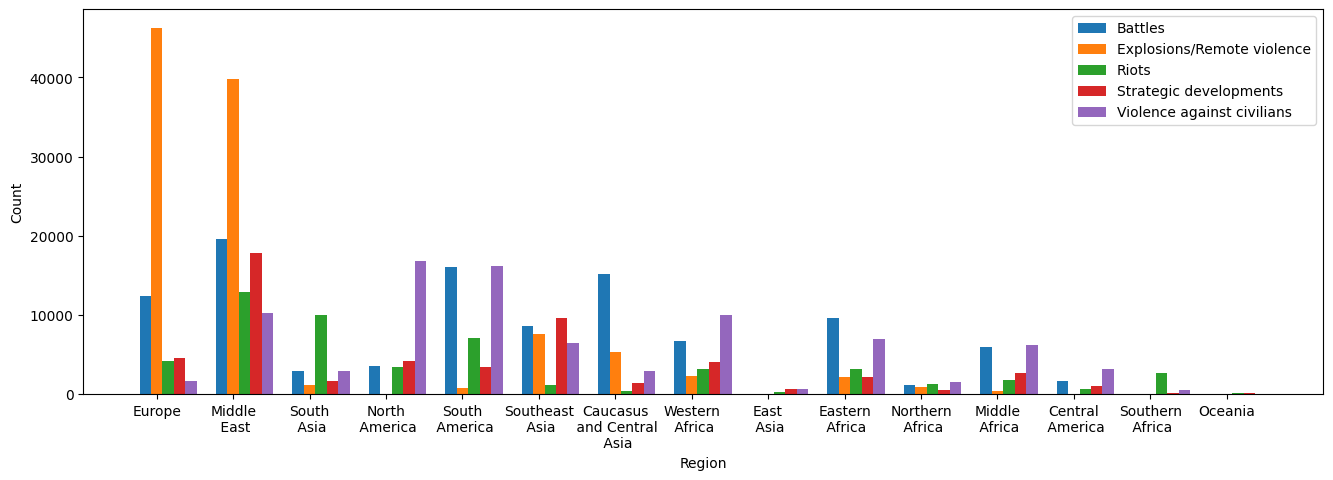 Battles
Explosions/Remote violence
Riots
Strategic developments
Violence against civilians
40000
30000
20000
10000
0
Count
Europe
Middle
East
South
Asia
North
America
South
America
Southeast
Asia
Caucasus
and Central
Asia
Western
Africa
East
Asia
Eastern
Africa
Northern
Africa
Middle
Africa
Central
America
Southern
Africa
Oceania
Region